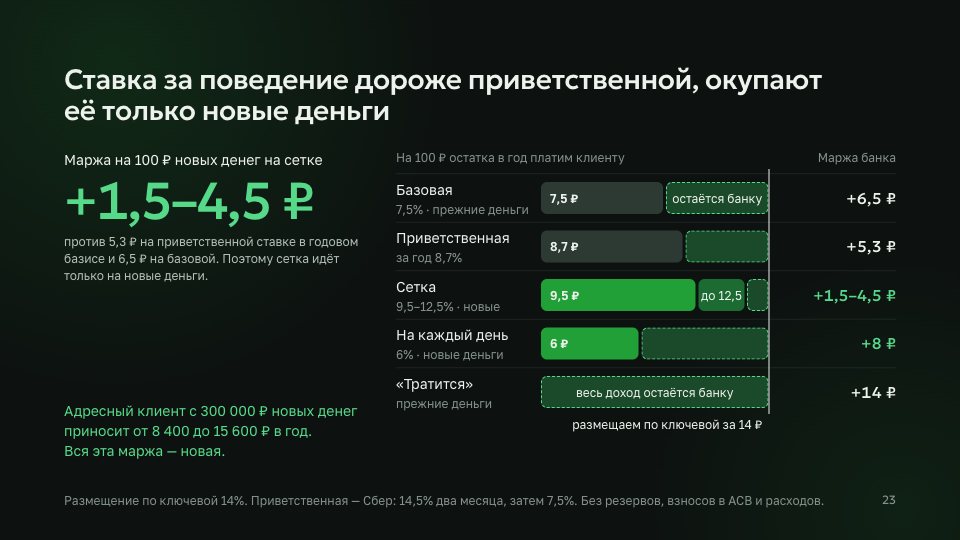 Ставка за поведение дороже приветственной, окупают
её только новые деньги
Маржа на 100 ₽ новых денег на сетке
+1,5–4,5 ₽
против 5,3 ₽ на приветственной ставке в годовом
базисе и 6,5 ₽ на базовой. Поэтому сетка идёт
только на новые деньги.
Адресный клиент с 300 000 ₽ новых денег
приносит от 8 400 до 15 600 ₽ в год.
Вся эта маржа — новая.
На 100 ₽ остатка в год платим клиенту
Маржа банка
Базовая
7,5% · прежние деньги
7,5 ₽
остаётся банку
+6,5 ₽
Приветственная
за год 8,7%
8,7 ₽
+5,3 ₽
Сетка
9,5–12,5% · новые
9,5 ₽
до 12,5
+1,5–4,5 ₽
На каждый день
6% · новые деньги
6 ₽
+8 ₽
«Тратится»
прежние деньги
весь доход остаётся банку
+14 ₽
размещаем по ключевой за 14 ₽
Размещение по ключевой 14%. Приветственная — Сбер: 14,5% два месяца, затем 7,5%. Без резервов, взносов в АСВ и расходов.
23